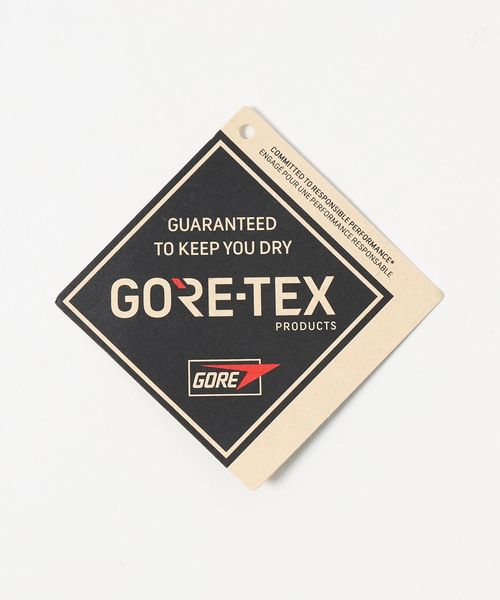 COMMITTED TO RESPONSIBLE PERFORMANCE*
ENGAGÉ POUR UNE PERFORMANCE RESPONSABLE
GUARANTEED
TO KEEP YOU DRY
GORE-TEX
PRODUCTS
GORE